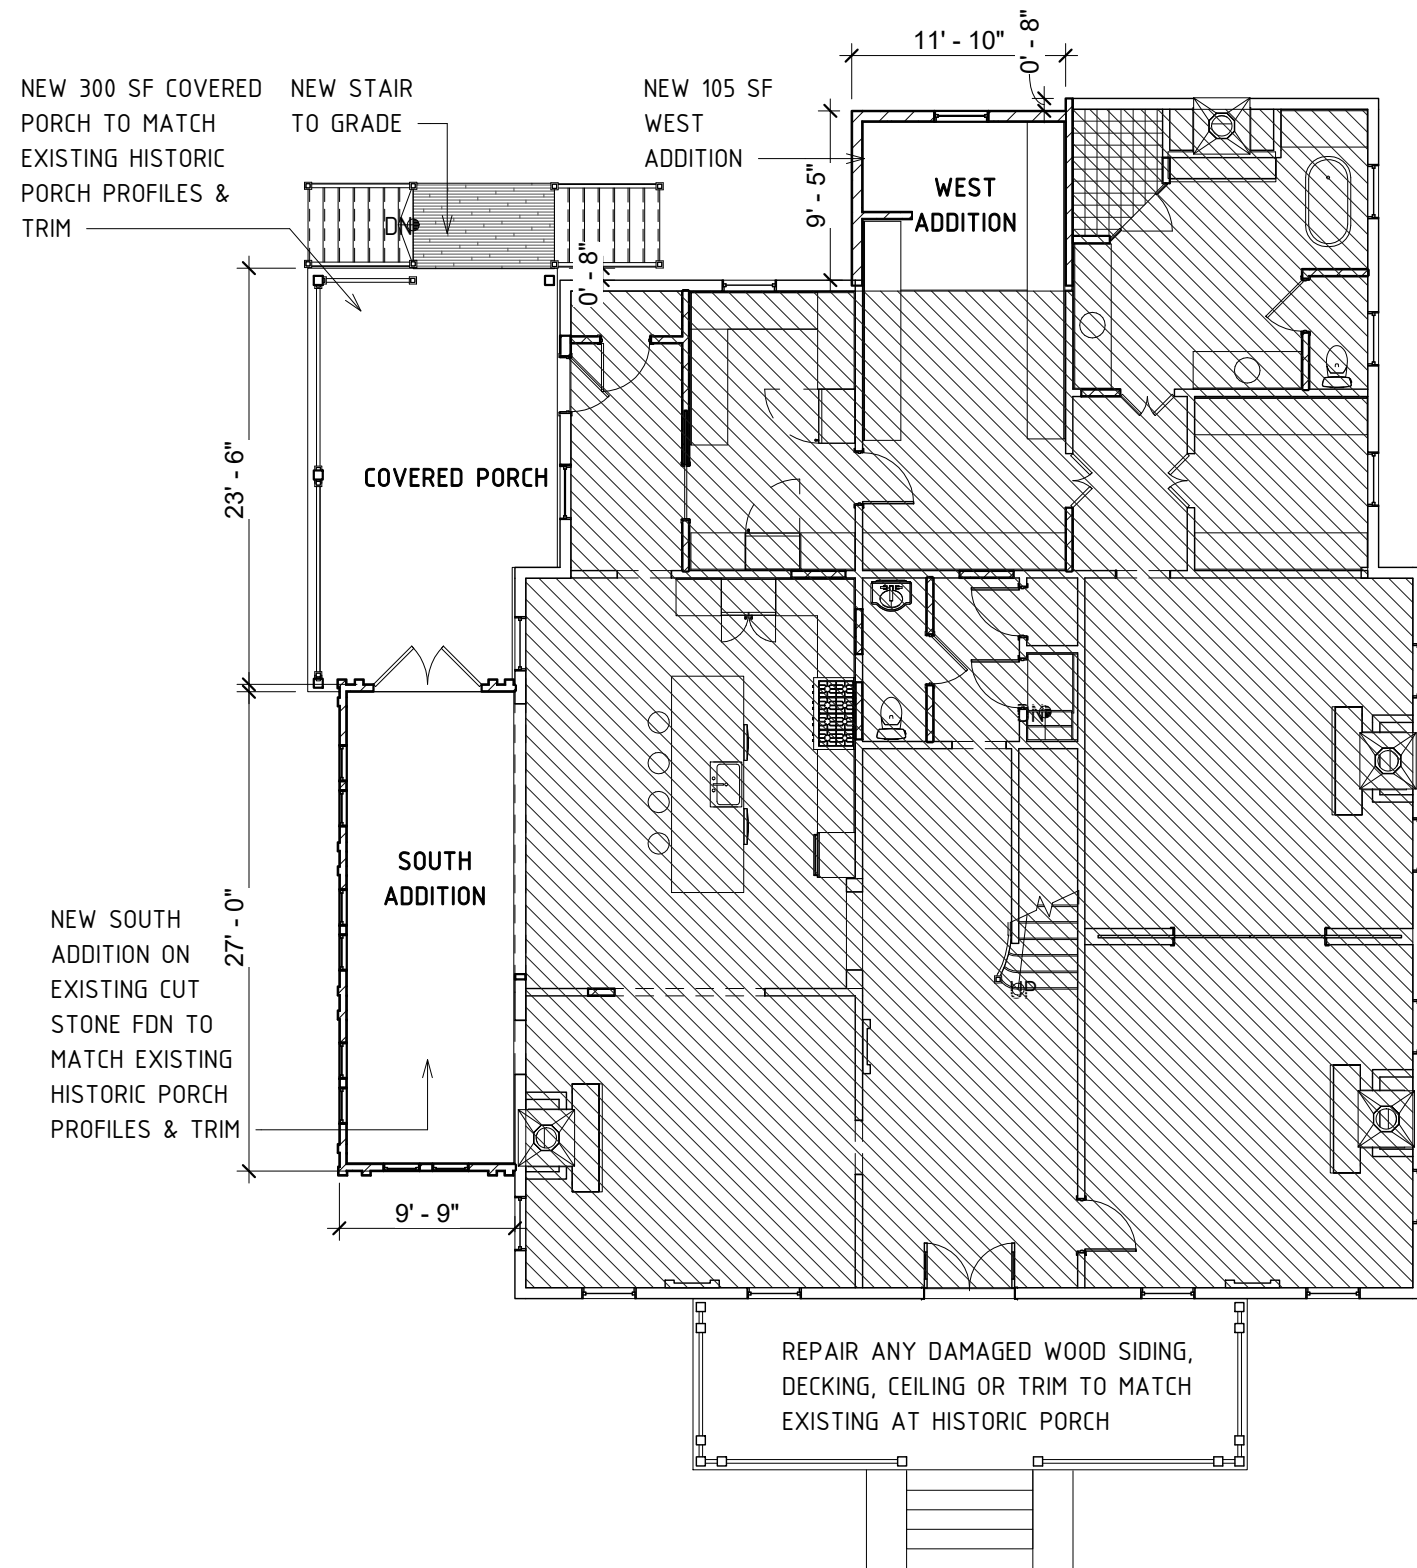 NEW 300 SF COVERED
PORCH TO MATCH
EXISTING HISTORIC
PORCH PROFILES &
TRIM
NEW STAIR
TO GRADE
NEW 105 SF
WEST
ADDITION
11' - 10"
0' - 8"
9' - 5"
WEST
ADDITION
DN
0' - 8"
23' - 6"
COVERED PORCH
DN
SOUTH
ADDITION
27' - 0"
NEW SOUTH
ADDITION ON
EXISTING CUT
STONE FDN TO
MATCH EXISTING
HISTORIC PORCH
PROFILES & TRIM
UP
9' - 9"
REPAIR ANY DAMAGED WOOD SIDING,
DECKING, CEILING OR TRIM TO MATCH
EXISTING AT HISTORIC PORCH